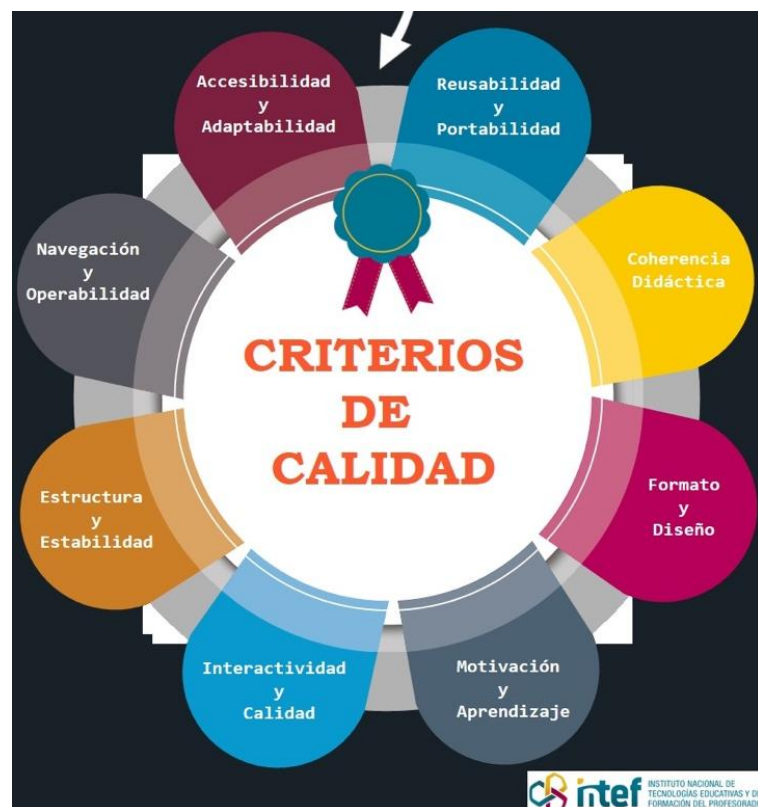 Accesibilidad
y
Adaptabilidad
Reusabilidad
y
Portabilidad
Navegación
y
Operabilidad
Coherencia
Didáctica
CRITERIOS
DE
CALIDAD
Estructura
y
Estabilidad
Formato
y
Diseño
Interactividad
y
Calidad
Motivación
y
Aprendizaje
intef
INSTITUTO NACIONAL DE
TECNOLOGÍAS EDUCATIVAS Y DE
FORMACIÓN DEL PROFESORADO